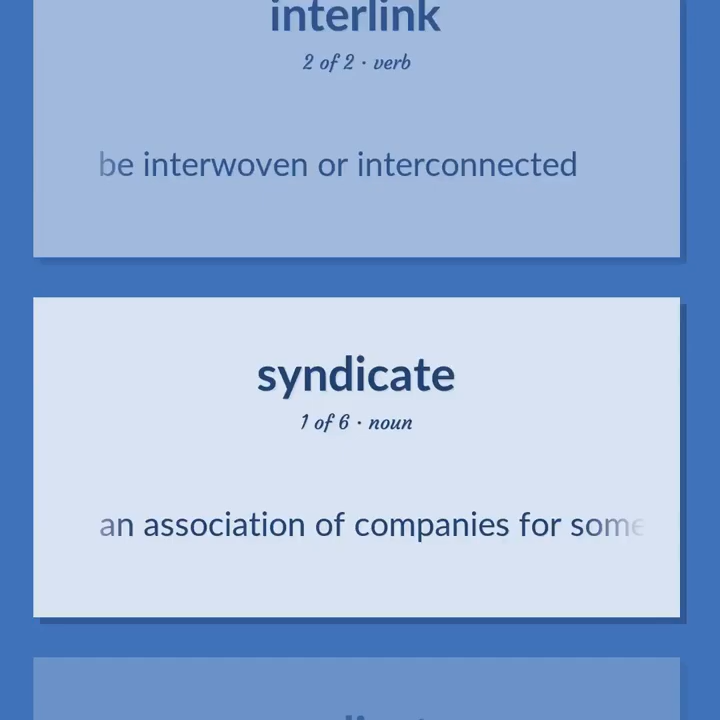 interlink
2 of 2 · verb
be interwoven or interconnected
syndicate
1 of 6 · noun
an association of companies for some